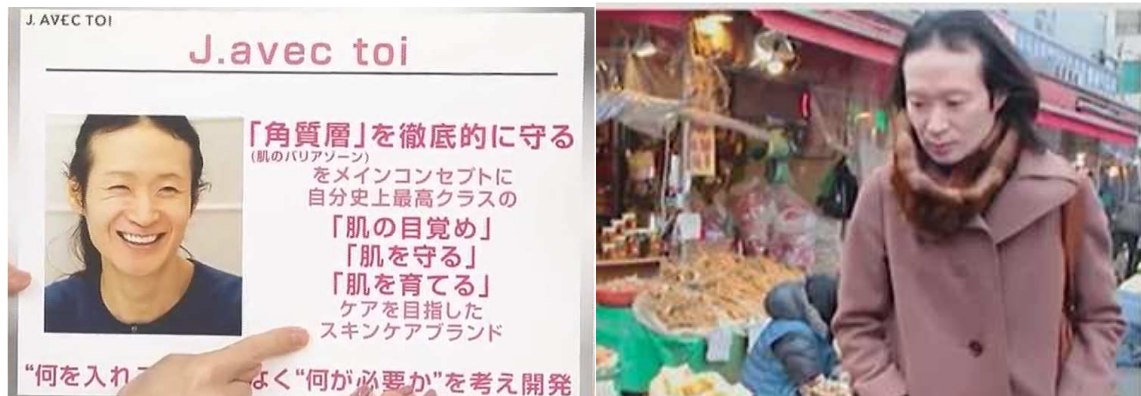 J. AVEC TOI
J.avec toi
「角質層」を徹底的に守る
(肌のバリアゾーン)
をメインコンセプトに
自分史上最高クラスの
「肌の目覚め」
「肌を守る」
「肌を育てる」
ケアを目指した
スキンケアブランド
“何を入れ
なく“何が必要か”を考え開発